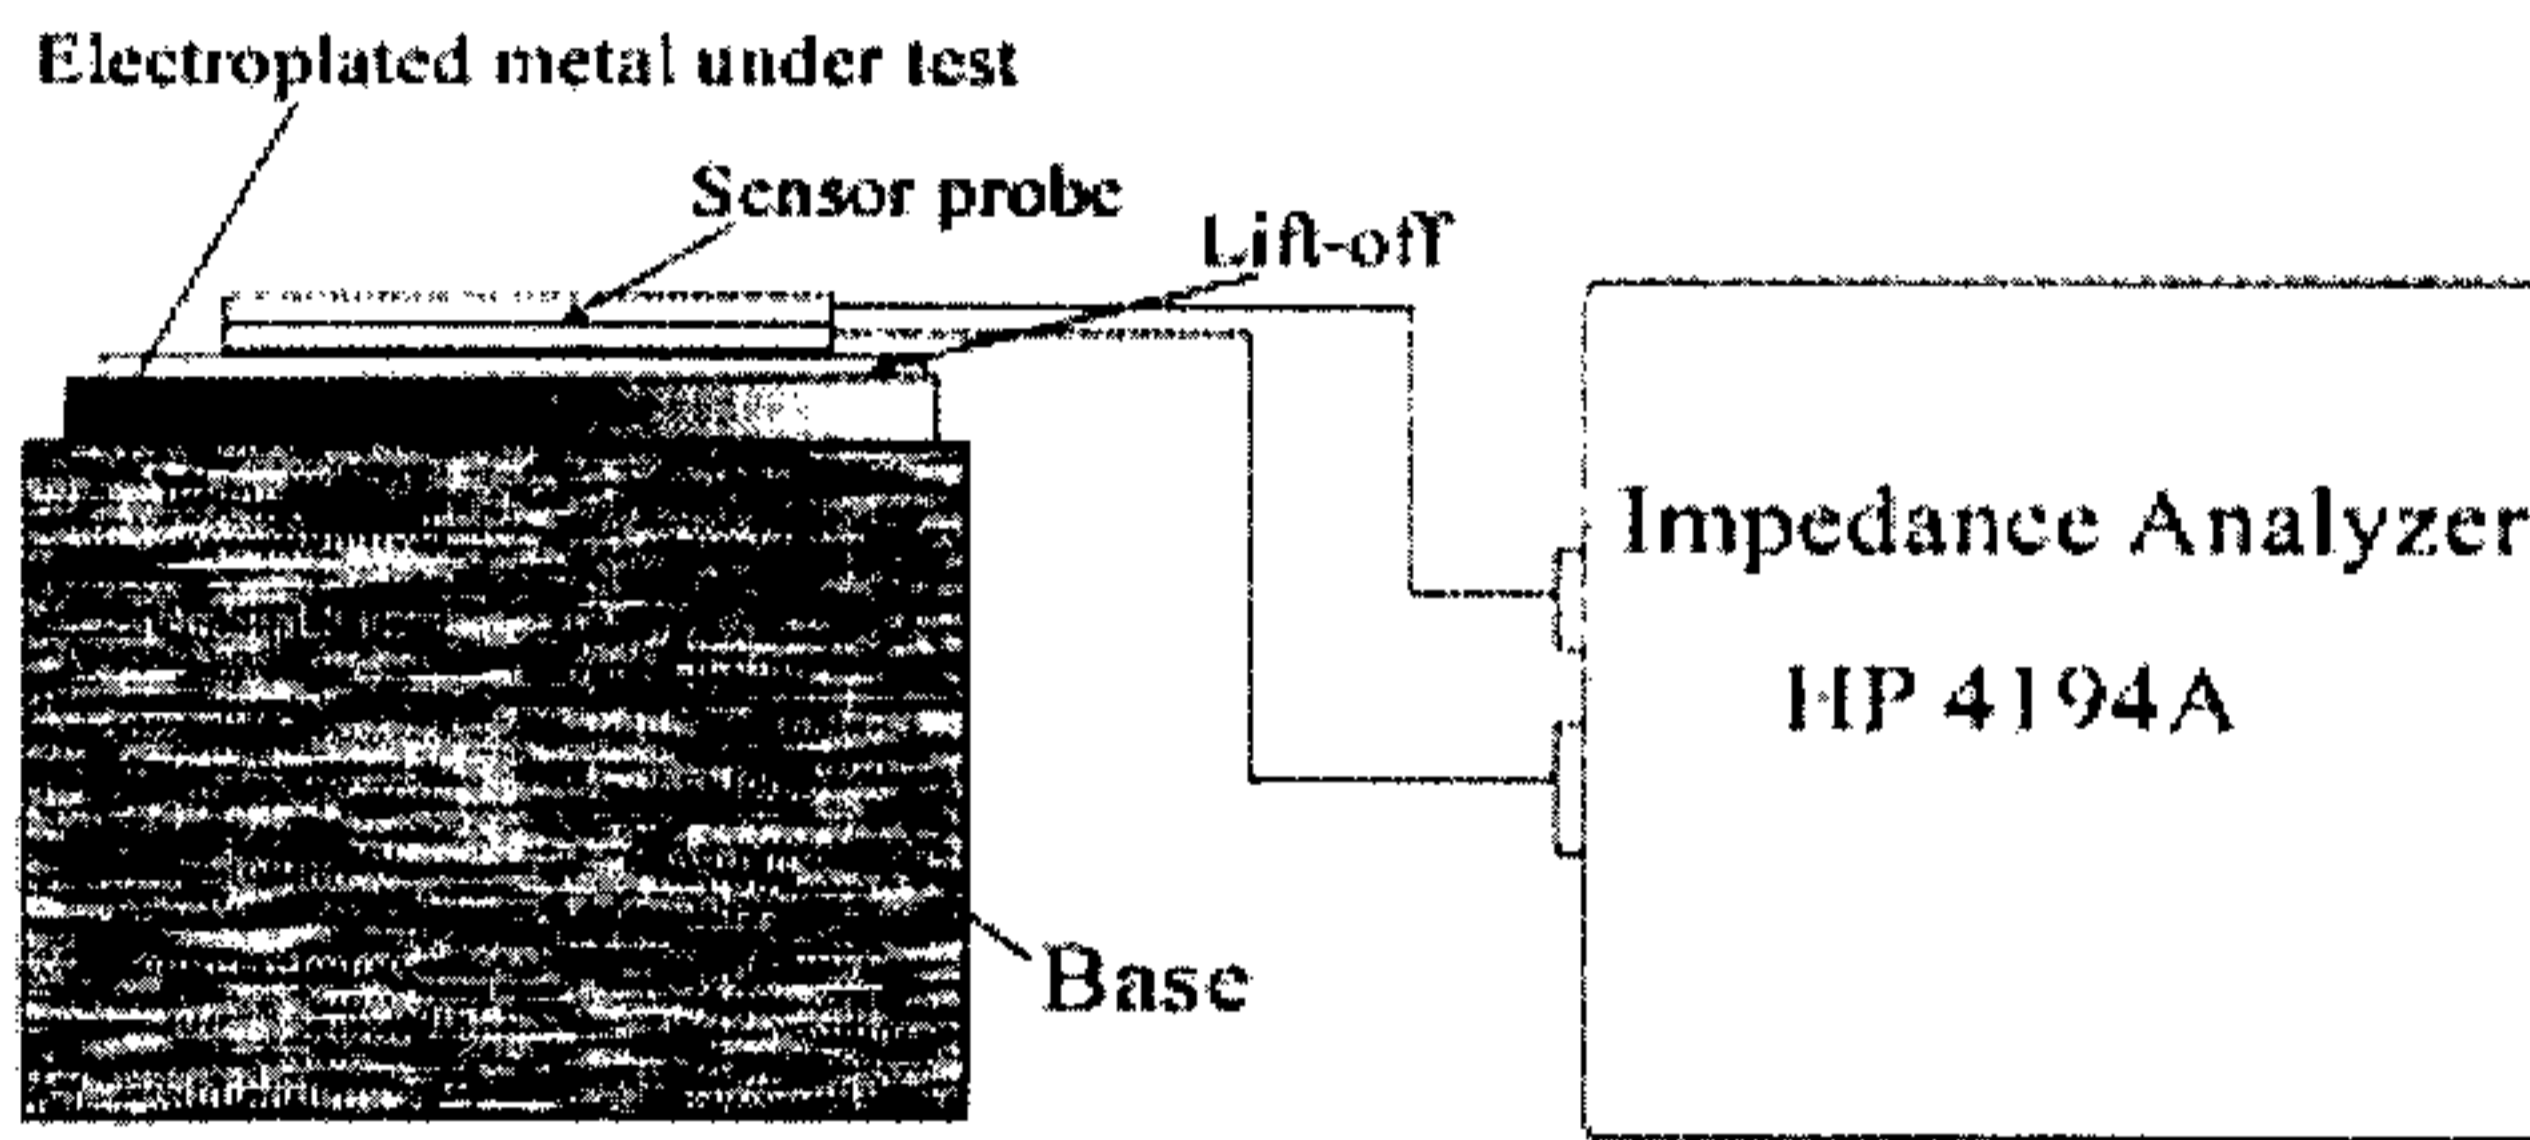 Electroplated metal under test
Sensor probe
Lift-off
Impedance Analyzer
HP 4194A
Base